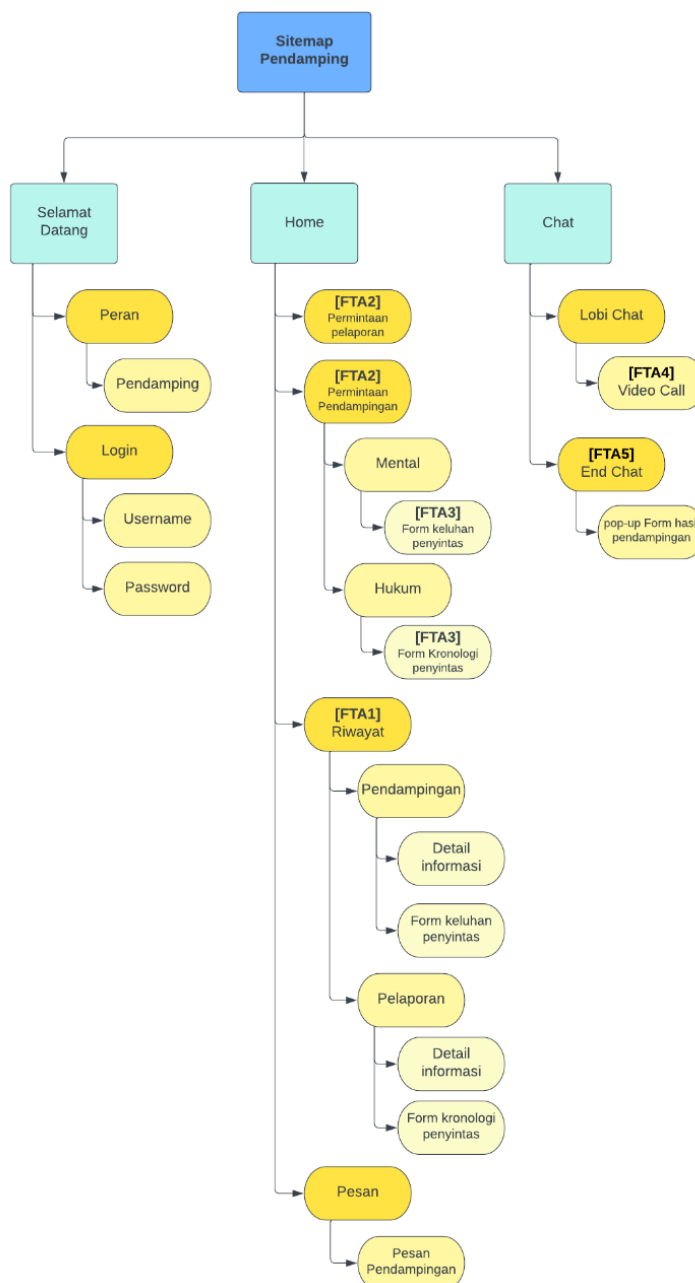 Sitemap
Pendamping
Selamat
Datang
Home
Chat
Peran
Pendamping
Login
Username
Password
[FTA2]
Permintaan
pelaporan
[FTA2]
Permintaan
Pendampingan
Mental
[FTA3]
Form keluhan
penyintas
Hukum
[FTA3]
Form Kronologi
penyintas
[FTA1]
Riwayat
Pendampingan
Detail
informasi
Form keluhan
penyintas
Pelaporan
Detail
informasi
Form kronologi
penyintas
Pesan
Pesan
Pendampingan
Lobi Chat
[FTA4]
Video Call
[FTA5]
End Chat
pop-up Form hasi
pendampingan